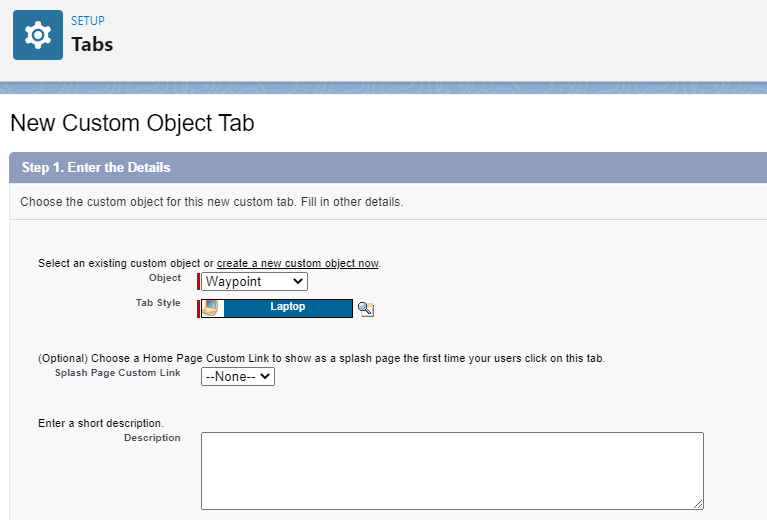 SETUP
Tabs
New Custom Object Tab
Step 1. Enter the Details
Choose the custom object for this new custom tab. Fill in other details.
Select an existing custom object or create a new custom object now.
Object Waypoint
Tab Style Laptop
(Optional) Choose a Home Page Custom Link to show as a splash page the first time your users click on this tab.
Splash Page Custom Link --None--
Enter a short description.
Description